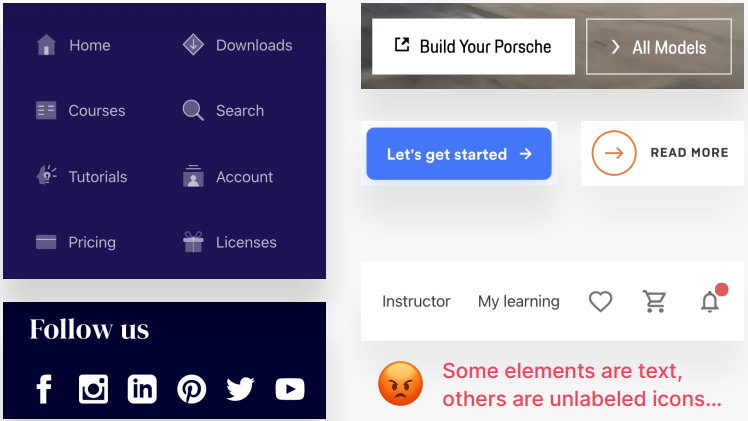 Home
Downloads
Courses
Search
Tutorials
Account
Pricing
Licenses
Follow us
in
Build Your Porsche
All Models
Let's get started
READ MORE
Instructor
My learning
Some elements are text,
others are unlabeled icons...